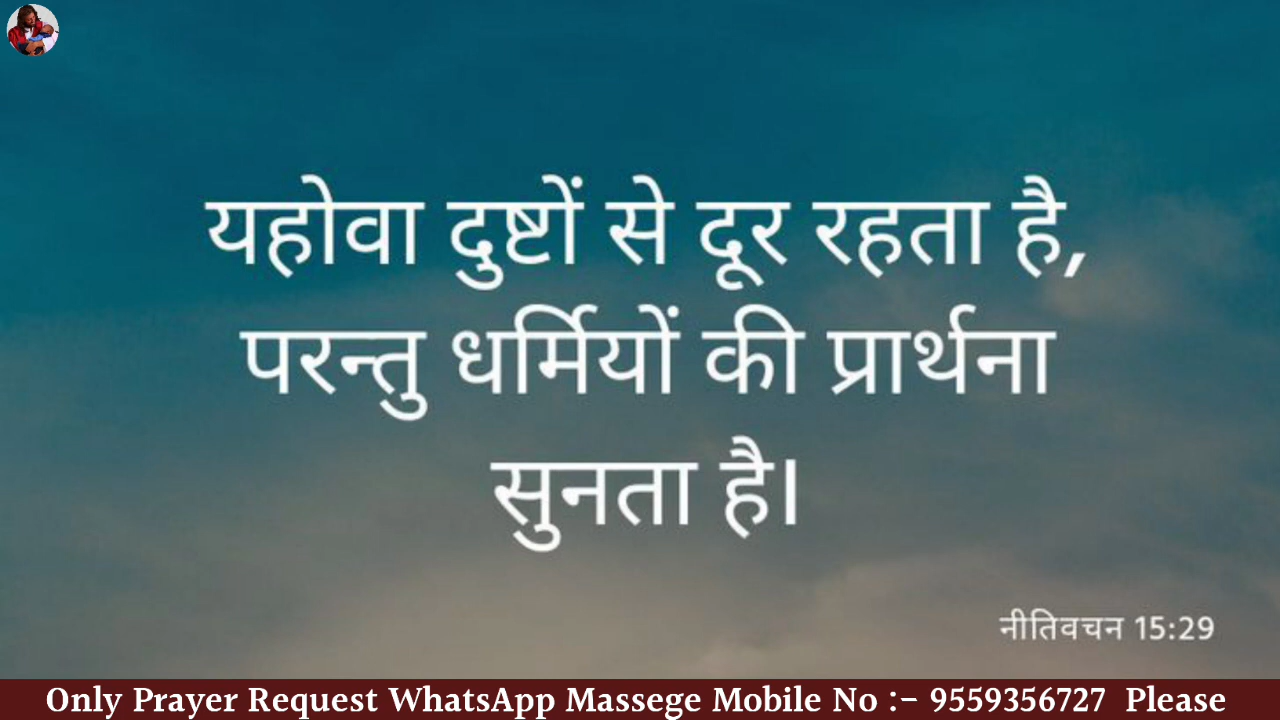 यहोवा दुष्टों से दूर रहता है,
परन्तु धर्मियों की प्रार्थना
सुनता है।
नीतिवचन 15:29
Only Prayer Request WhatsApp Massege Mobile No :- 9559356727 Please